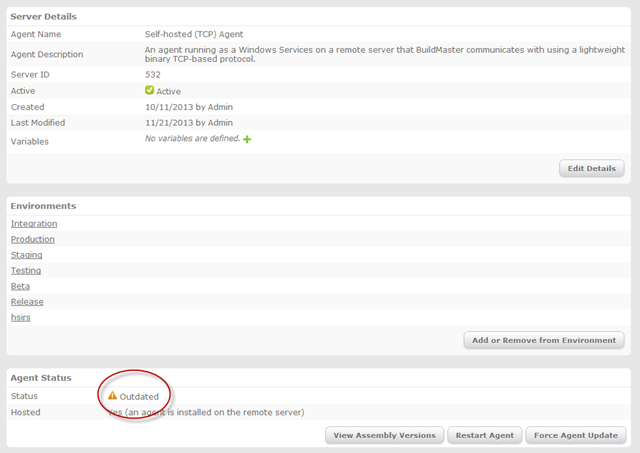 Server Details
Agent Name Self-hosted (TCP) Agent
Agent Description An agent running as a Windows Services on a remote server that BuildMaster communicates with using a lightweight
binary TCP-based protocol.
Server ID 532
Active Active
Created 10/11/2013 by Admin
Last Modified 11/21/2013 by Admin
Variables No variables are defined.
Edit Details
Environments
Integration
Production
Staging
Testing
Beta
Release
hsirs
Add or Remove from Environment
Agent Status
Status Outdated
Hosted Yes (an agent is installed on the remote server)
View Assembly Versions Restart Agent Force Agent Update